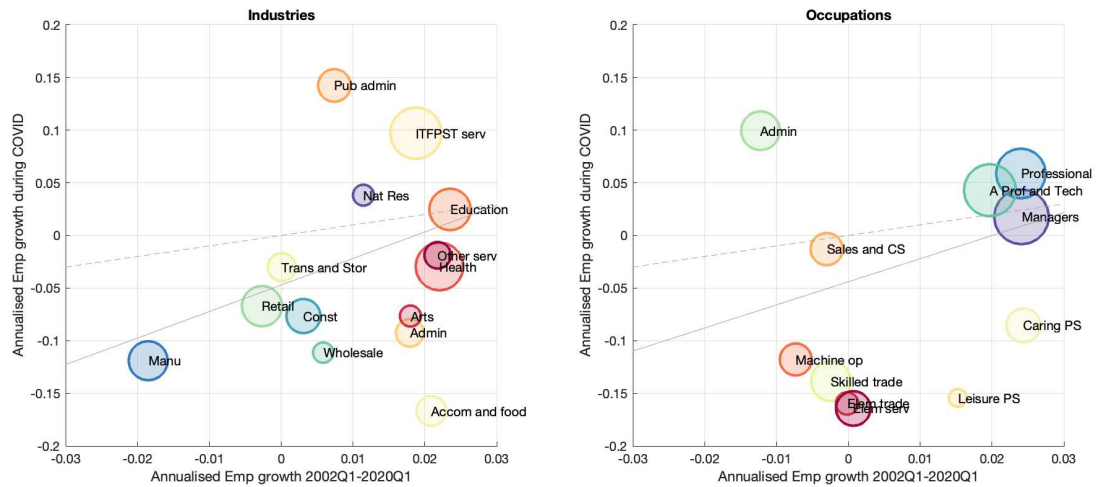 Industries
Annualised Emp growth during COVID
0.2
0.15
0.1
0.05
0
-0.05
-0.1
-0.15
-0.2
Pub admin
ITFPST serv
Nat Res
Education
Other serv
Health
Trans and Stor
Retail
Const
Arts
Admin
Wholesale
Manu
Accom and food
-0.03 -0.02 -0.01 0 0.01 0.02 0.03
Annualised Emp growth 2002Q1-2020Q1
Occupations
Annualised Emp growth during COVID
0.2
0.15
0.1
0.05
0
-0.05
-0.1
-0.15
-0.2
Admin
Professional
A Prof and Tech
Managers
Sales and CS
Caring PS
Machine op
Skilled trade
Leisure PS
Elem trade
Elem serv
-0.03 -0.02 -0.01 0 0.01 0.02 0.03
Annualised Emp growth 2002Q1-2020Q1